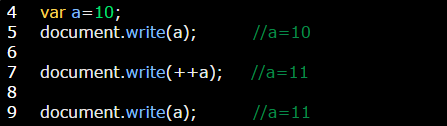 4 var a=10;
5 document.write(a); //a=10
6
7 document.write(++a); //a=11
8
9 document.write(a); //a=11